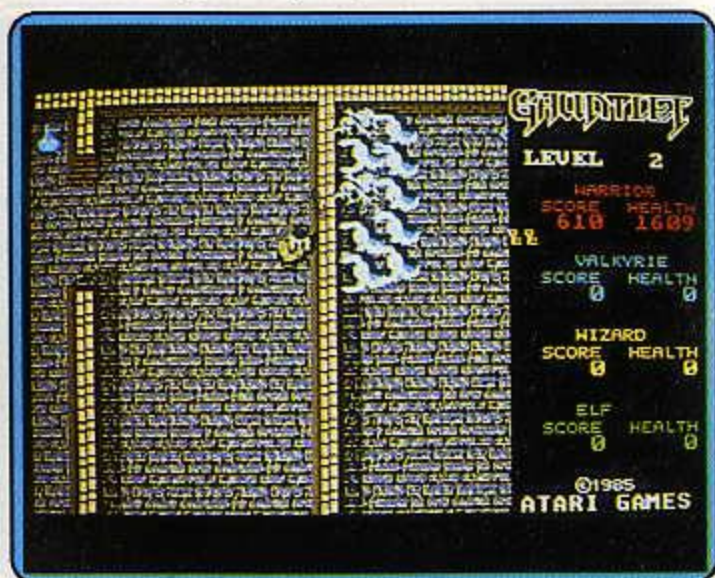 GAUNTLET
LEVEL 2
WARRIOR
SCORE HEALTH
610 1609
VALKYRIE
SCORE HEALTH
0 0
WIZARD
SCORE HEALTH
0 0
ELF
SCORE HEALTH
0 0
©1985
ATARI GAMES